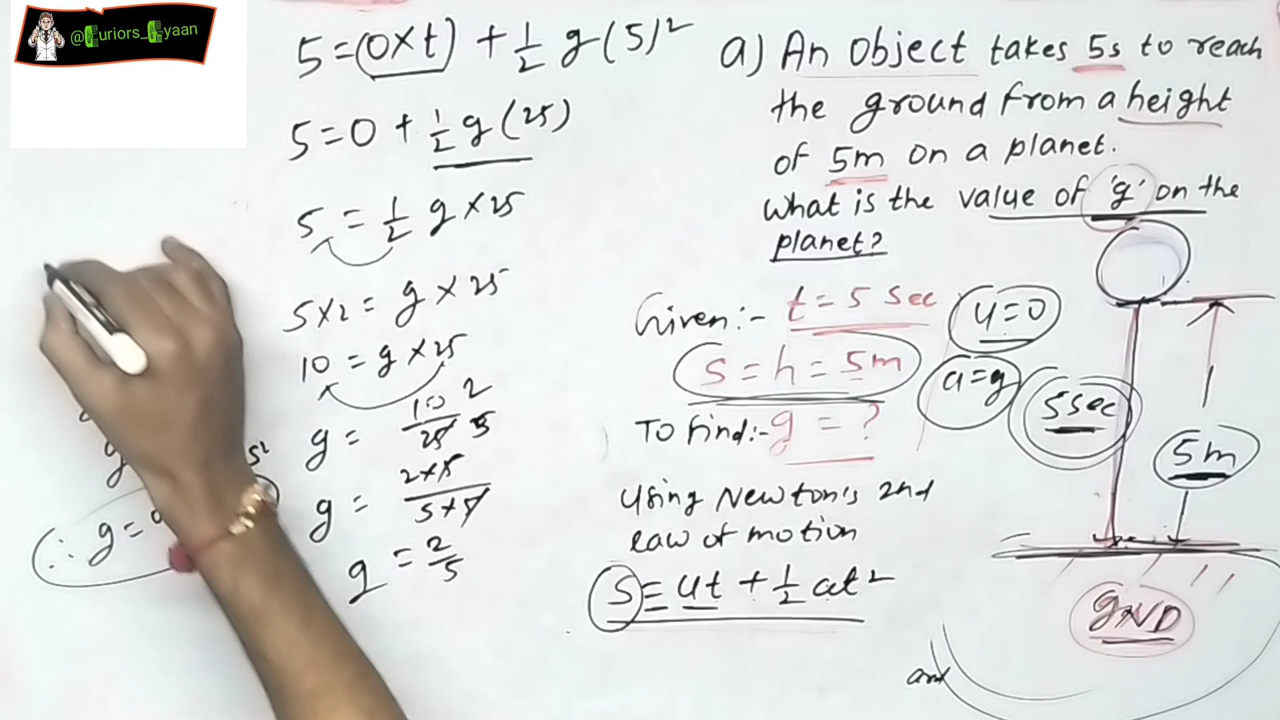 @Curiors_Gyaan
5 = (0×t) + 1/2 g(5)²
5 = 0 + 1/2 g(25)
5 = 1/2 g × 25
5×2 = g × 25
10 = g × 25
g = 10/25 2 5
g = 2×5/5×5
g = 2/5
s²
∴ g =
a) An Object takes 5s to reach
the ground from a height
of 5m on a planet.
What is the value of 'g' on the
planet?
Given:- t = 5 sec
u = 0
s = h = 5m
a = g
To find:- g = ?
5sec
5m
Using Newton's 2nd
law of motion
s = ut + 1/2 at²
GND